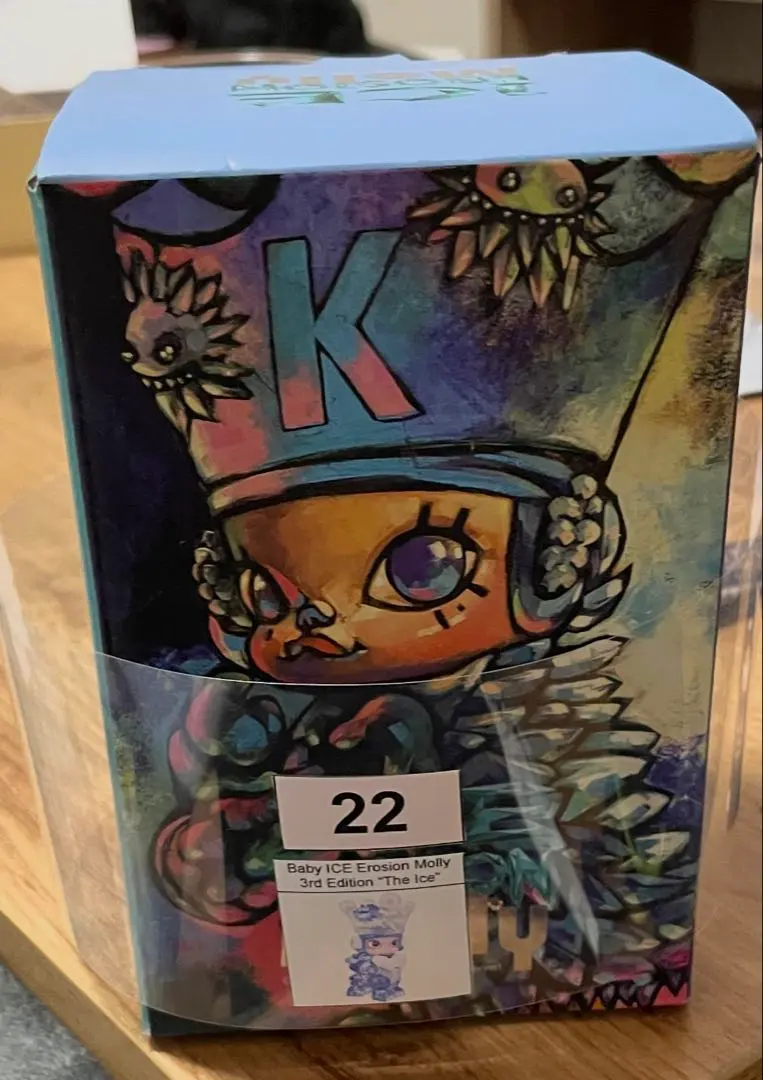 K
22
Baby ICE Erosion Molly
3rd Edition "The Ice"